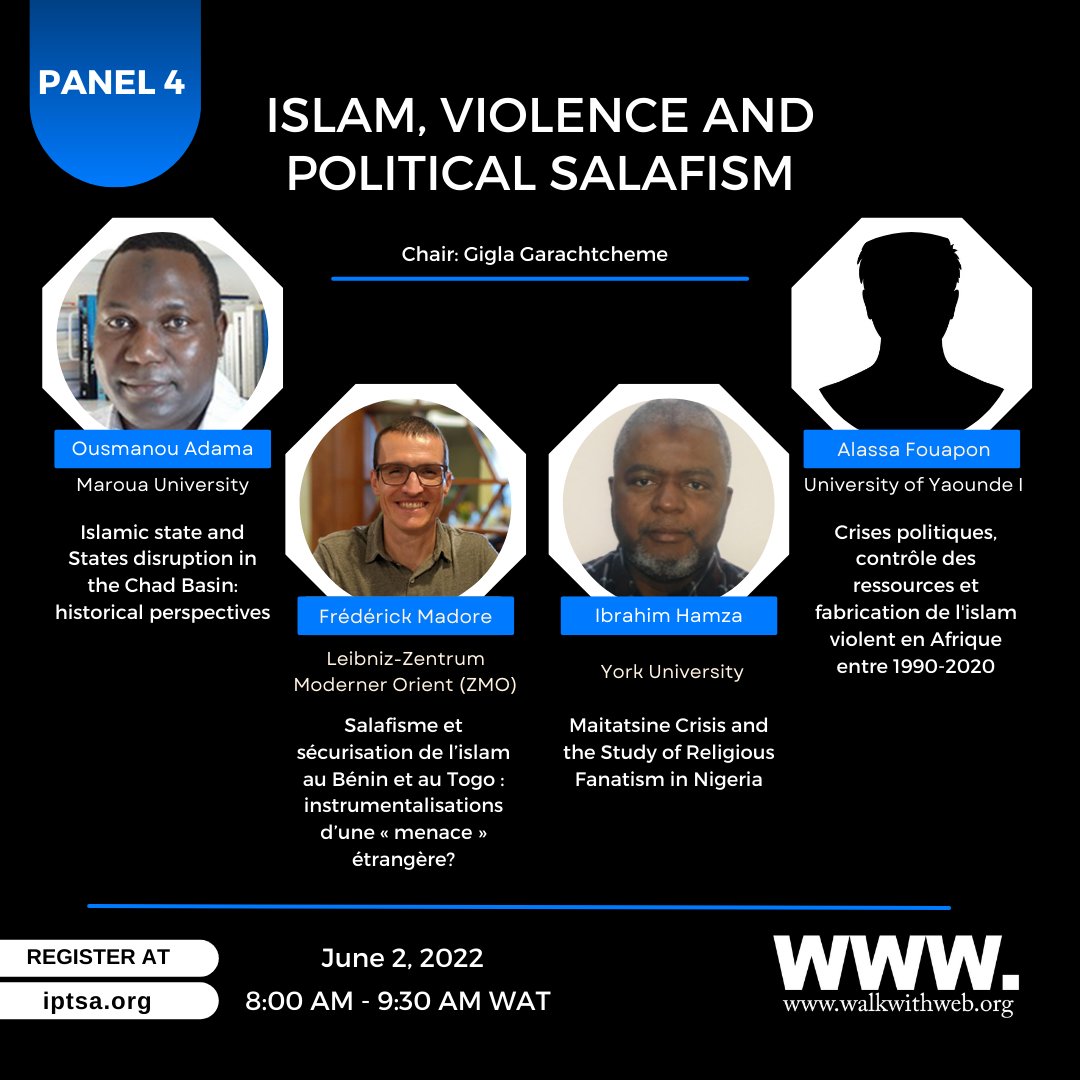 PANEL 4
ISLAM, VIOLENCE AND
POLITICAL SALAFISM
Chair: Gigla Garachtcheme
Ousmanou Adama
Maroua University
Islamic state and
States disruption in
the Chad Basin:
historical perspectives
Frédérick Madore
Leibniz-Zentrum
Moderner Orient (ZMO)
Salafisme et
sécurisation de l’islam
au Bénin et au Togo :
instrumentalisations
d’une « menace »
étrangère?
Ibrahim Hamza
York University
Maitatsine Crisis and
the Study of Religious
Fanatism in Nigeria
Alassa Fouapon
University of Yaounde I
Crises politiques,
contrôle des
ressources et
fabrication de l'islam
violent en Afrique
entre 1990-2020
REGISTER AT
iptsa.org
June 2, 2022
8:00 AM - 9:30 AM WAT
WWW.
www.walkwithweb.org